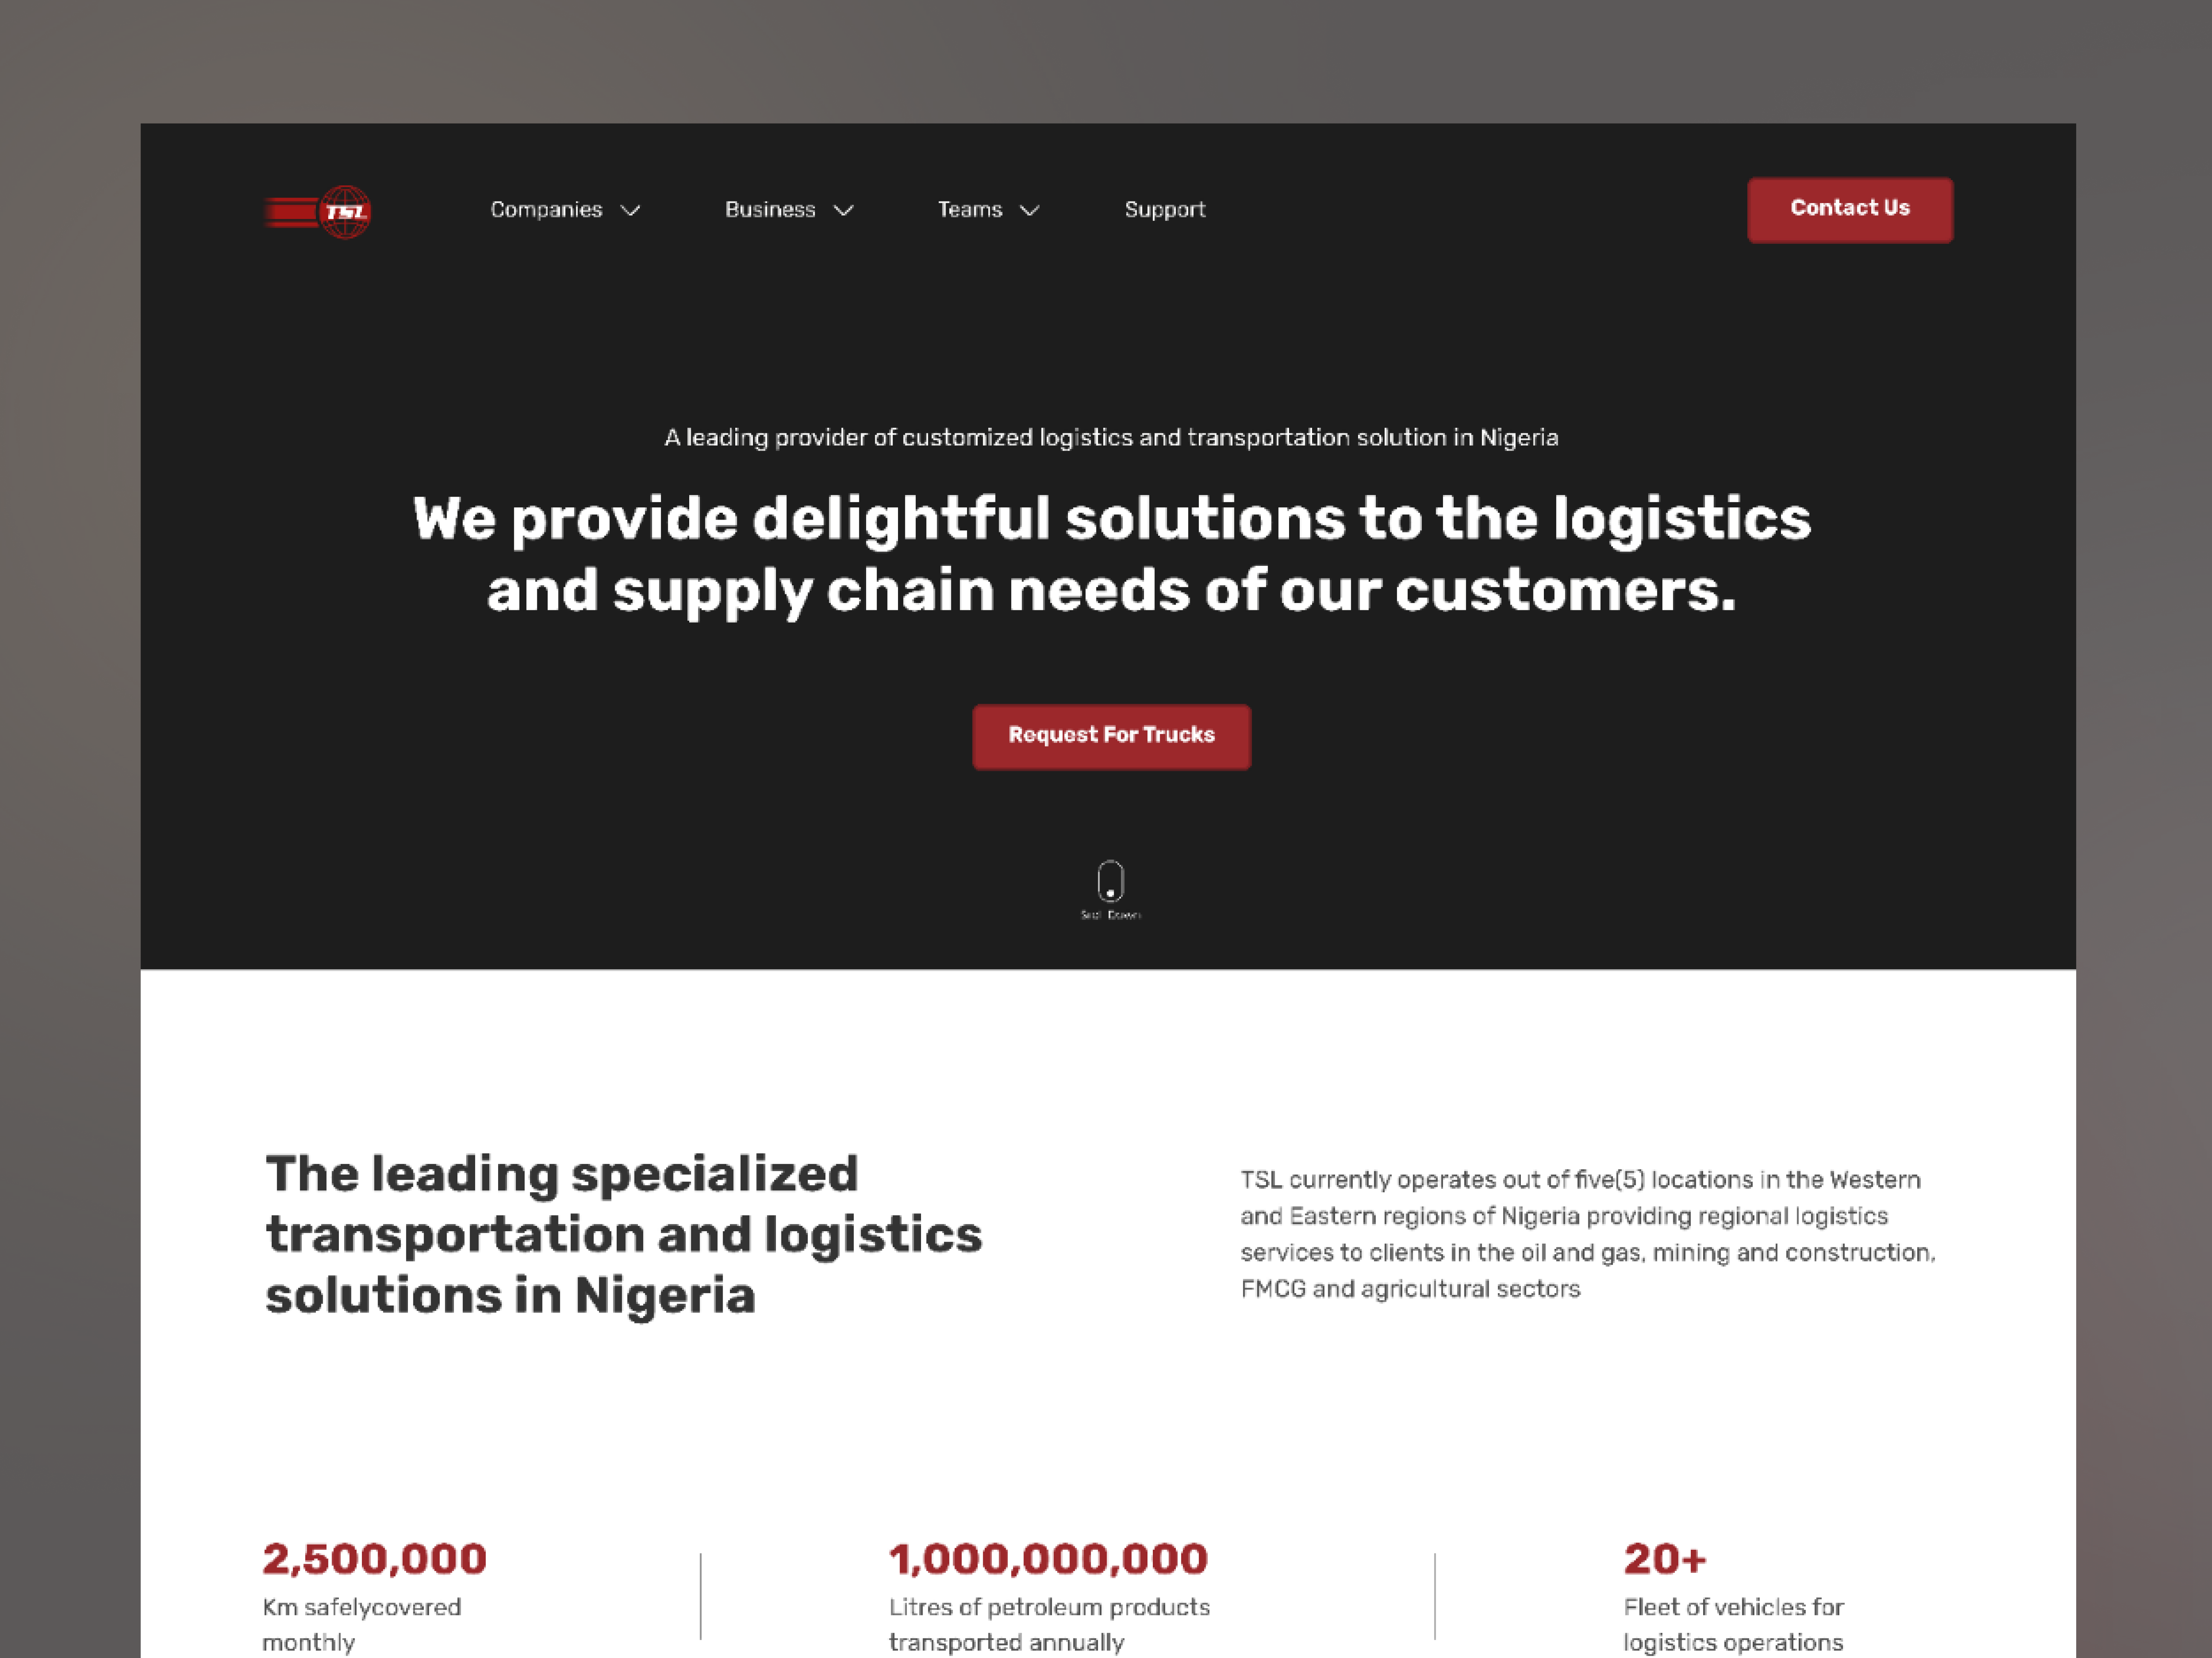 TSL
Companies
Business
Teams
Support
Contact Us
A leading provider of customized logistics and transportation solution in Nigeria
We provide delightful solutions to the logistics
and supply chain needs of our customers.
Request For Trucks
Down
The leading specialized
transportation and logistics
solutions in Nigeria
TSL currently operates out of five(5) locations in the Western
and Eastern regions of Nigeria providing regional logistics
services to clients in the oil and gas, mining and construction,
FMCG and agricultural sectors
2,500,000
Km safelycovered
monthly
1,000,000,000
Litres of petroleum products
transported annually
20+
Fleet of vehicles for
logistics operations